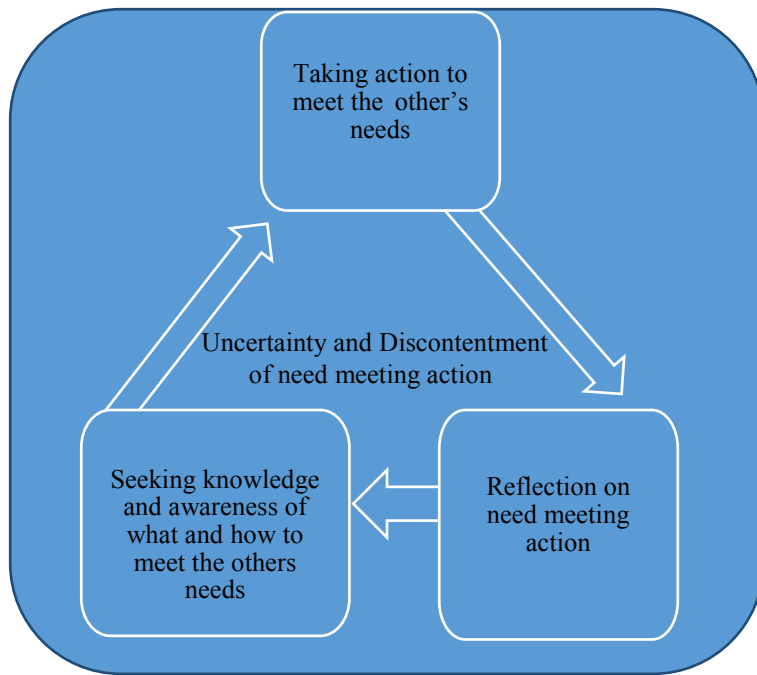 Taking action to
meet the other’s
needs
Uncertainty and Discontentment
of need meeting action
Seeking knowledge
and awareness of
what and how to
meet the others
needs
Reflection on
need meeting
action